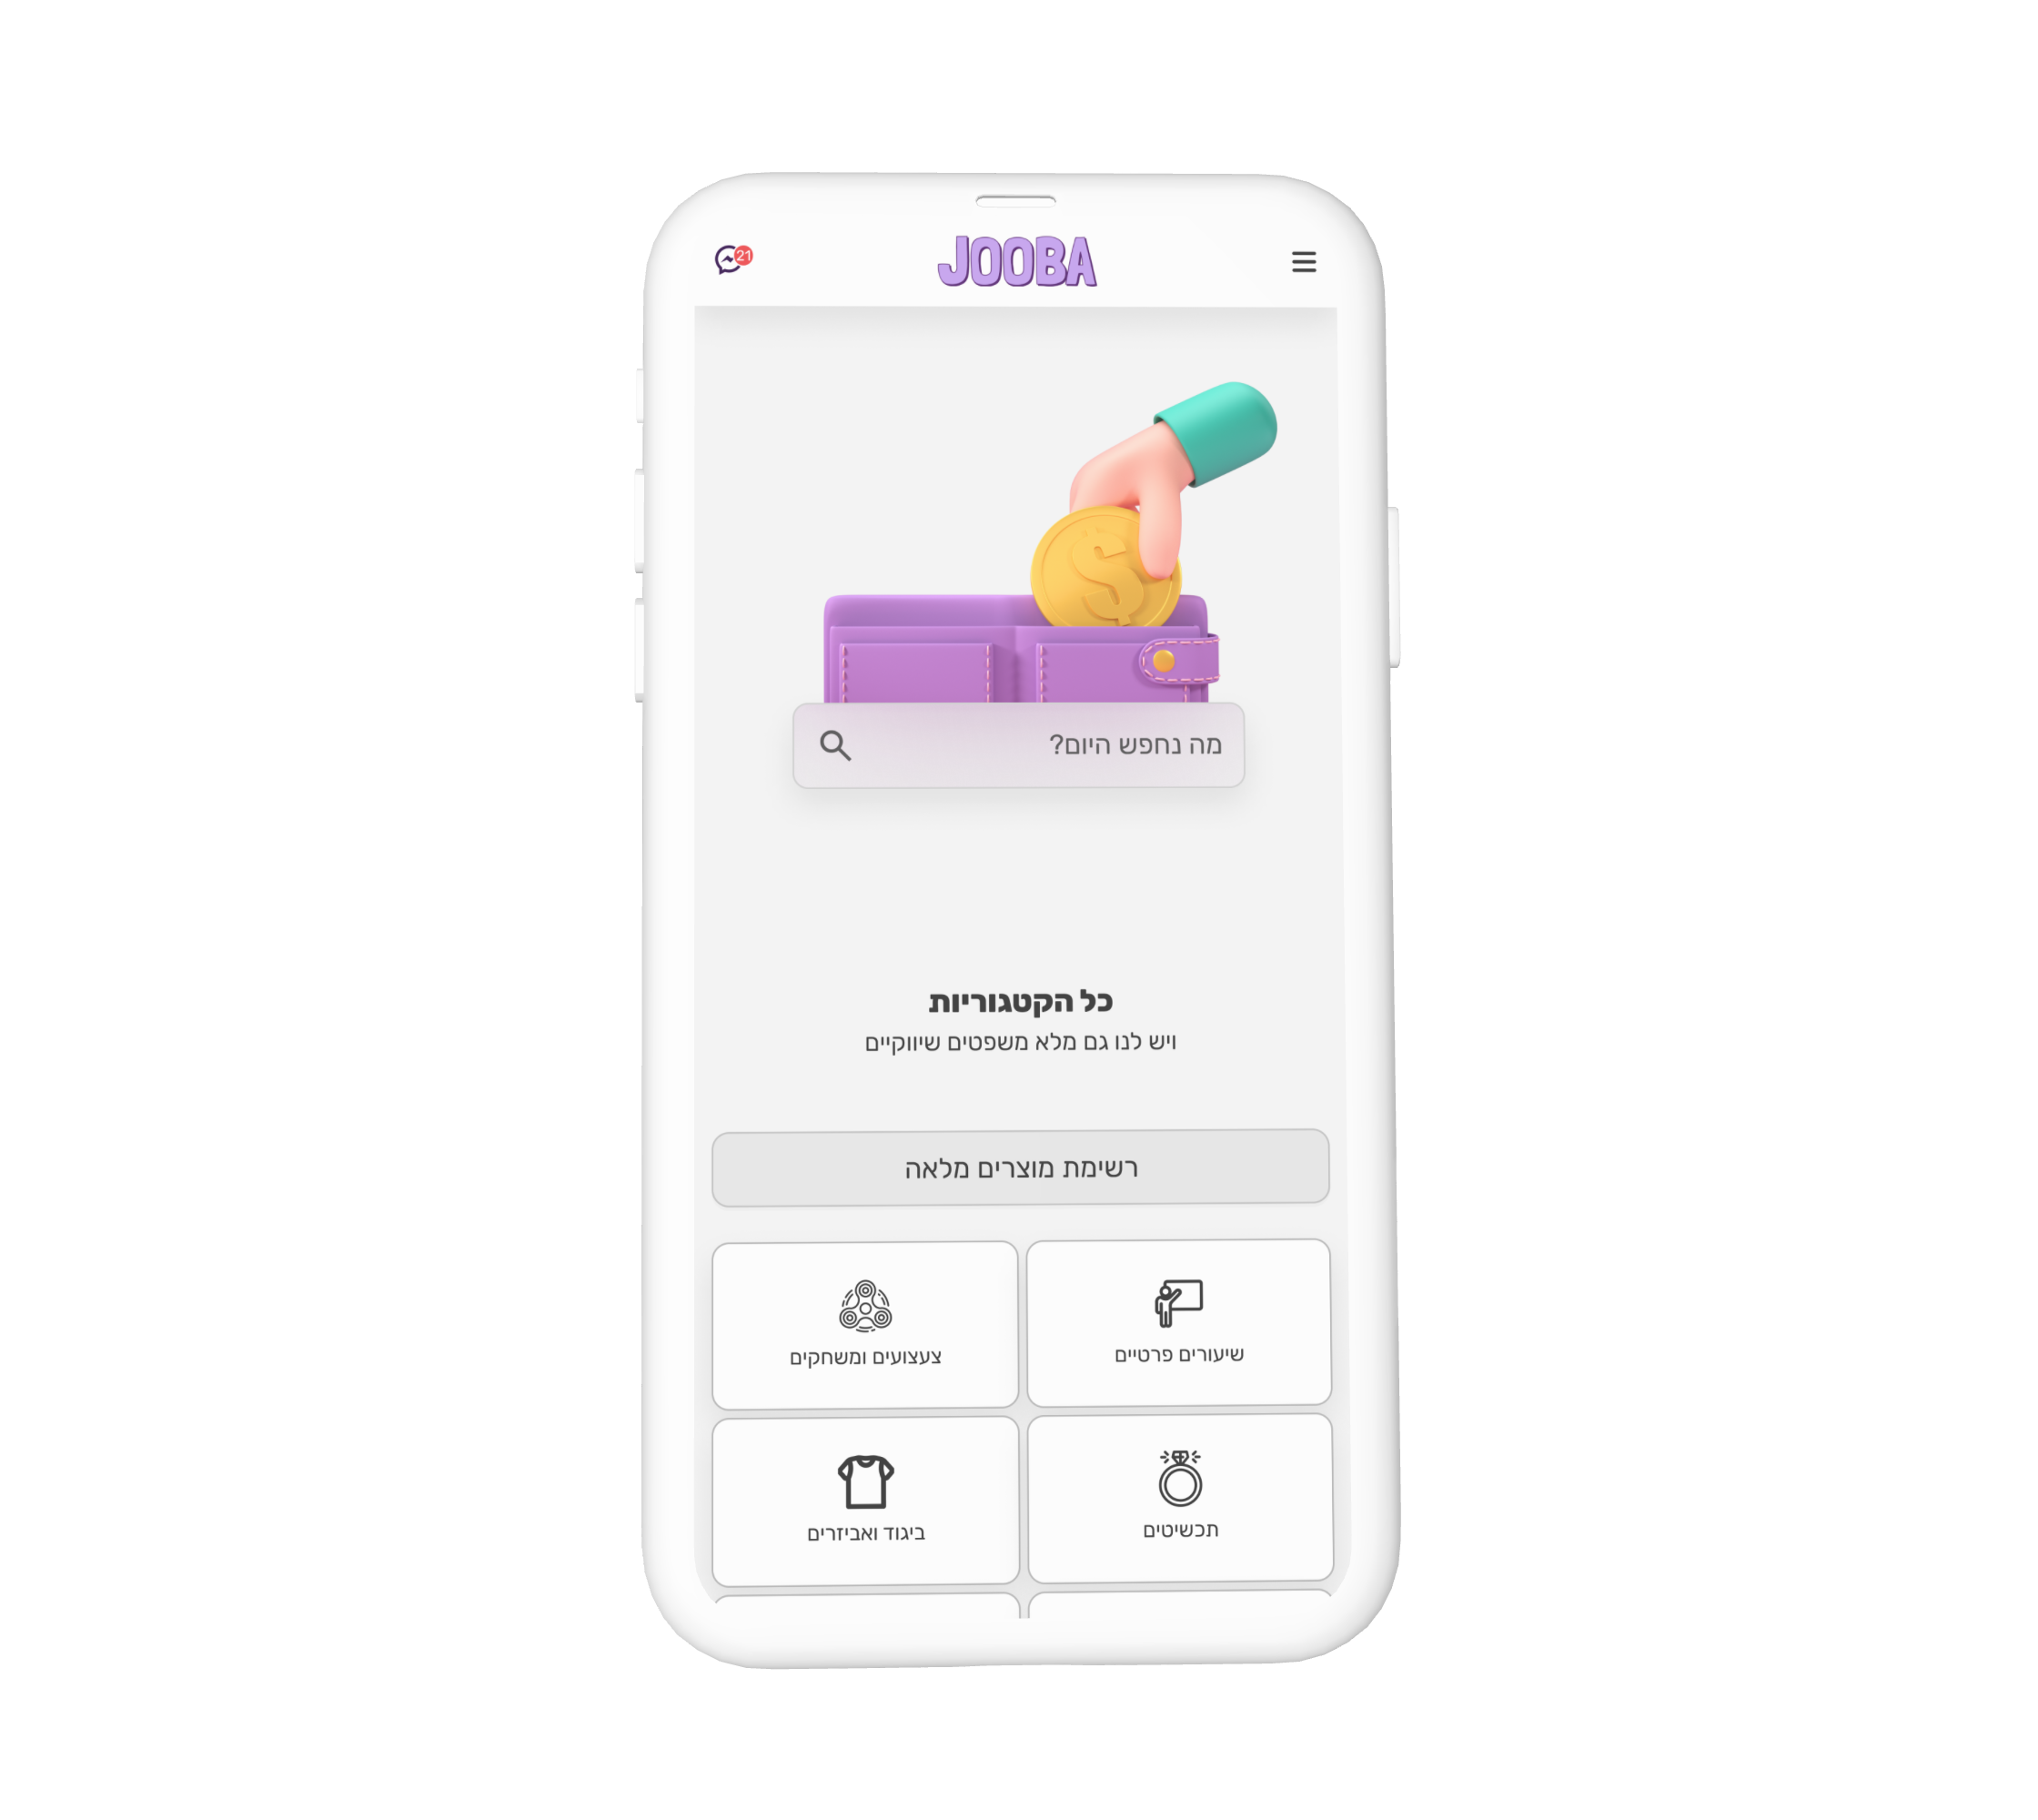 21
JOOBA
$
מה נחפש היום?
כל הקטגוריות
ויש לנו גם מלא משפטים שיווקיים
רשימת מוצרים מלאה
שיעורים פרטיים
צעצועים ומשחקים
תכשיטים
ביגוד ואביזרים